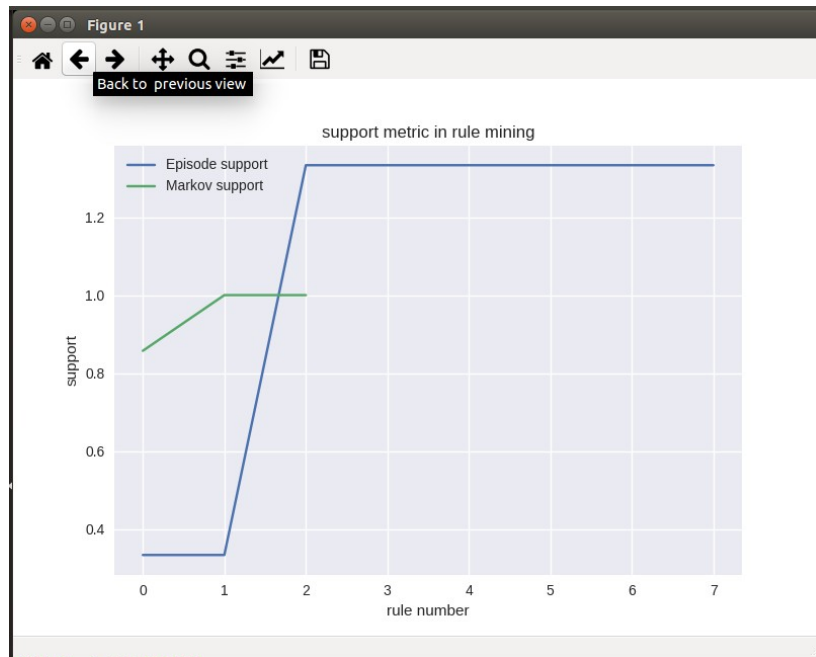 Figure 1
Back to previous view
support metric in rule mining
Episode support
Markov support
1.2
1.0
0.8
0.6
0.4
support
0 1 2 3 4 5 6 7
rule number